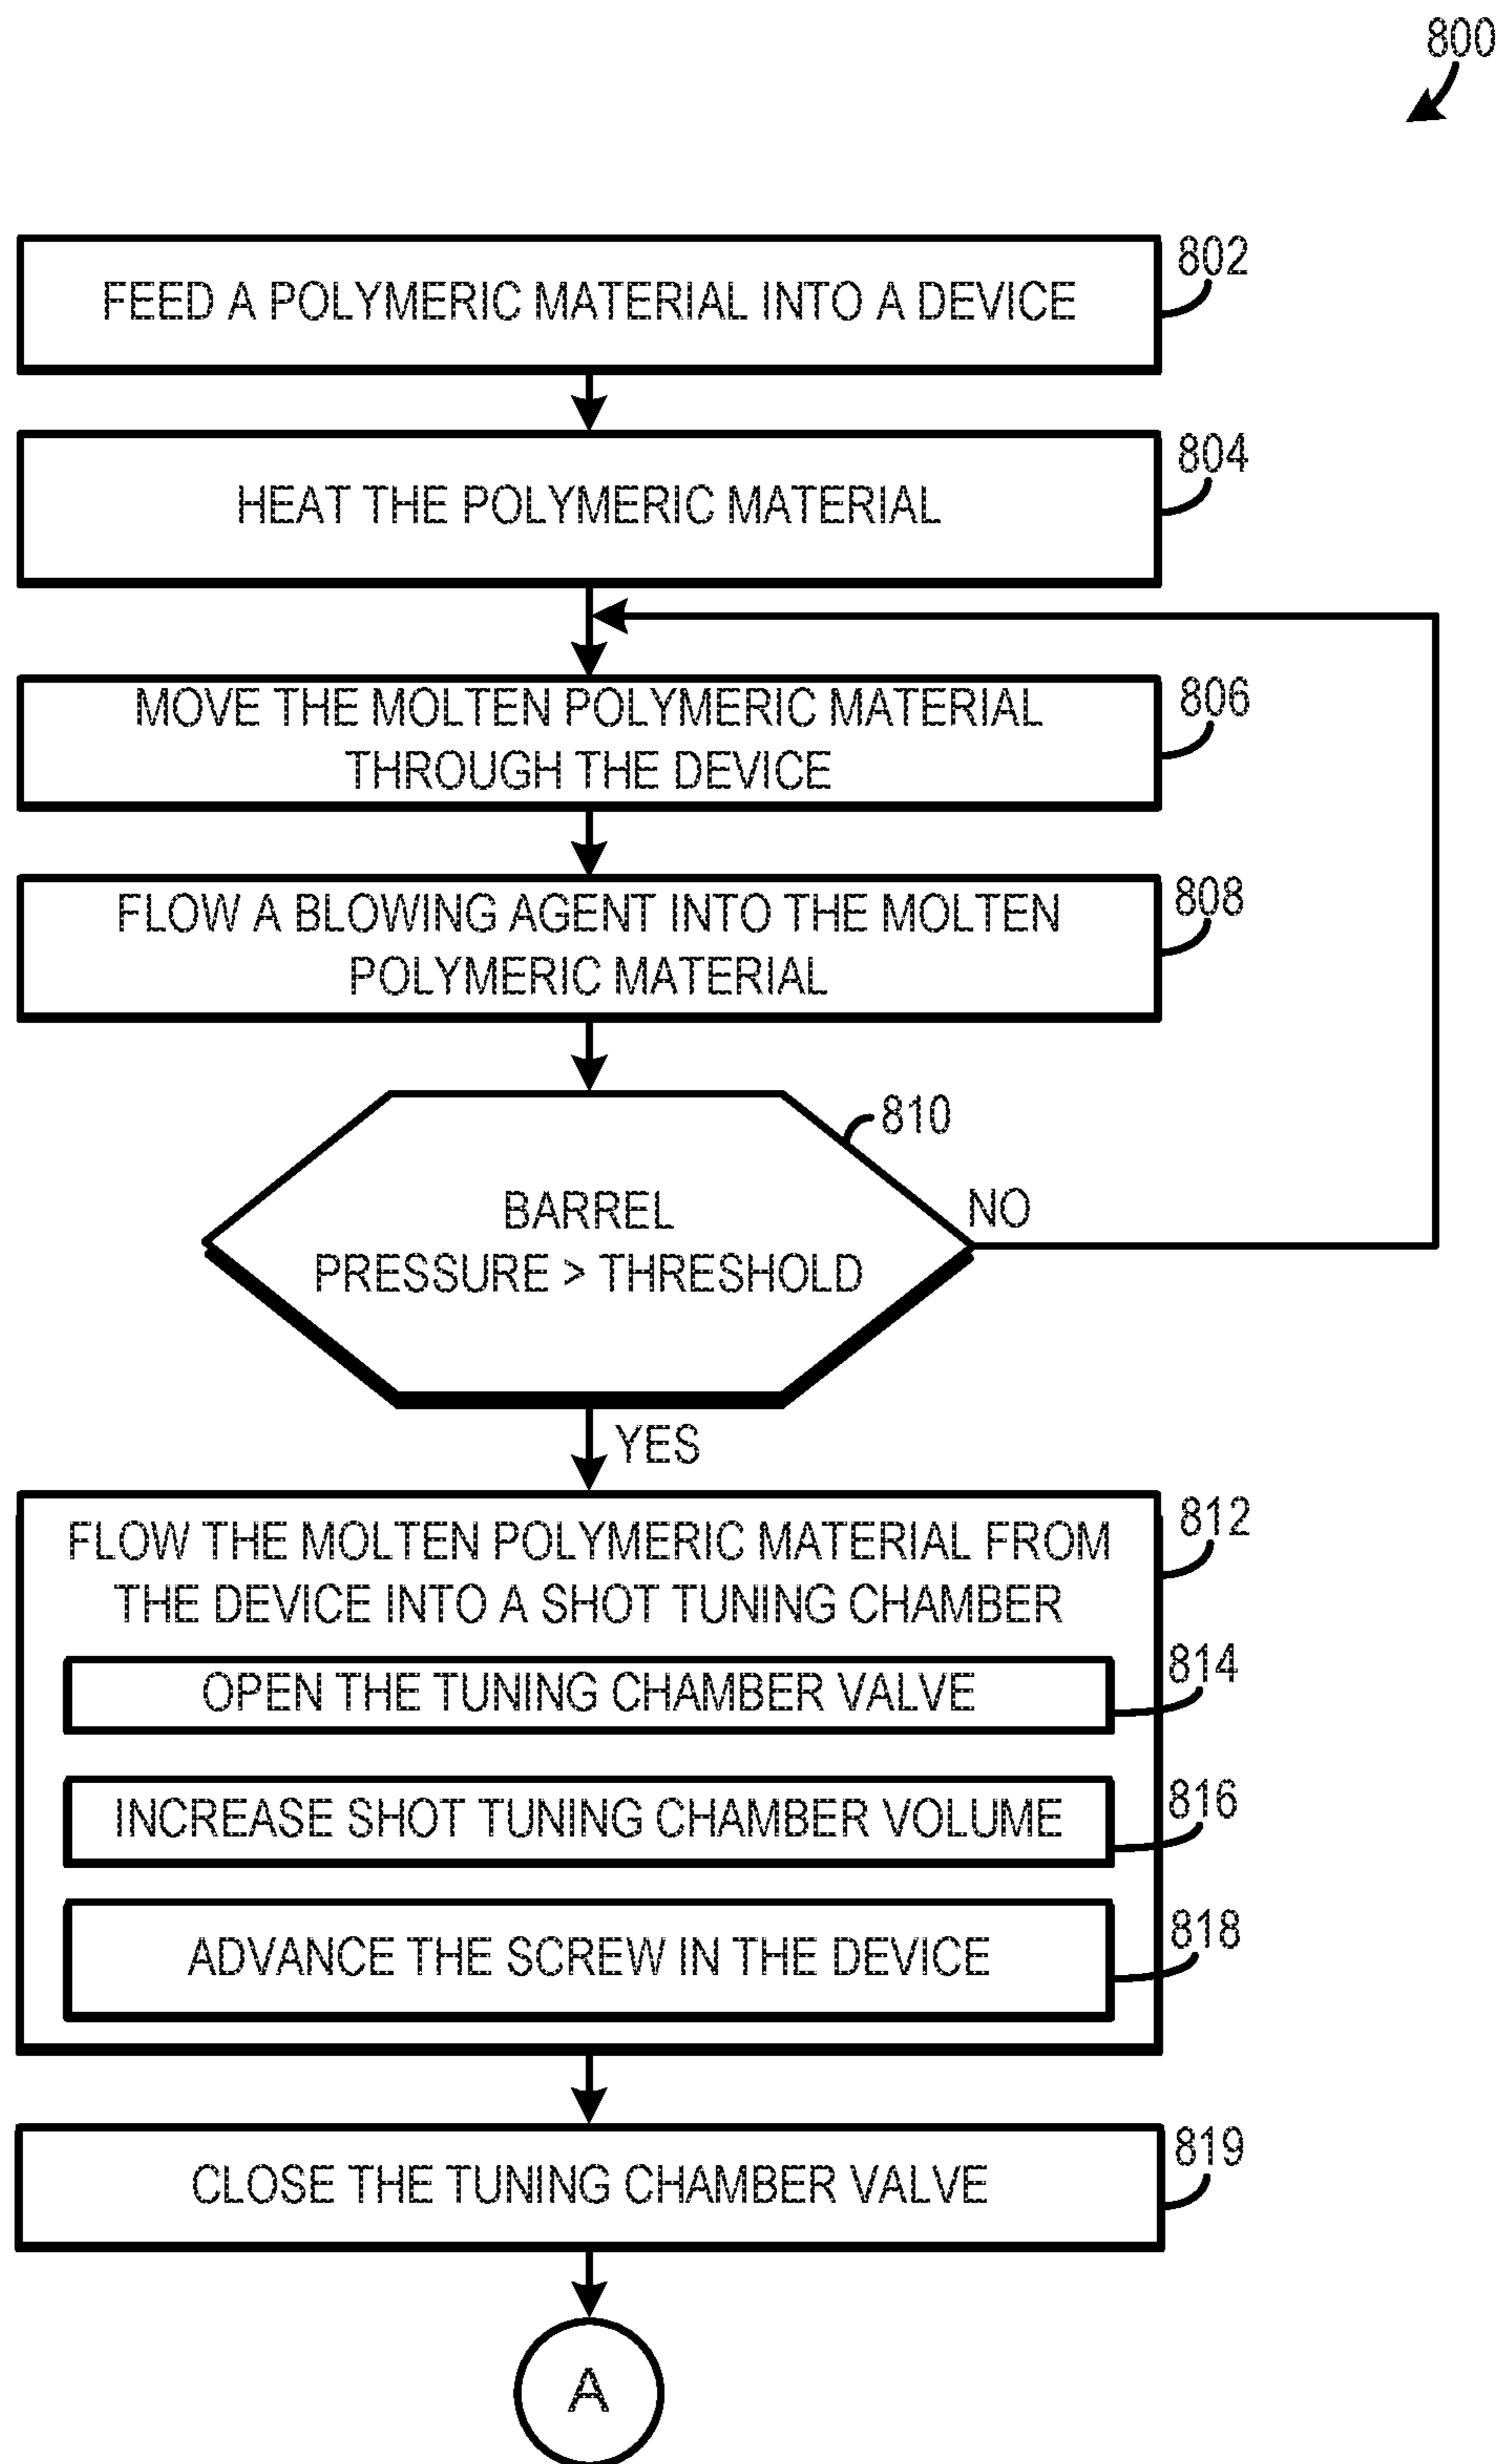 800
FEED A POLYMERIC MATERIAL INTO A DEVICE
802
HEAT THE POLYMERIC MATERIAL
804
MOVE THE MOLTEN POLYMERIC MATERIAL
THROUGH THE DEVICE
806
FLOW A BLOWING AGENT INTO THE MOLTEN
POLYMERIC MATERIAL
808
810
BARREL
PRESSURE > THRESHOLD
NO
YES
FLOW THE MOLTEN POLYMERIC MATERIAL FROM
THE DEVICE INTO A SHOT TUNING CHAMBER
812
OPEN THE TUNING CHAMBER VALVE
814
INCREASE SHOT TUNING CHAMBER VOLUME
816
ADVANCE THE SCREW IN THE DEVICE
818
CLOSE THE TUNING CHAMBER VALVE
819
A